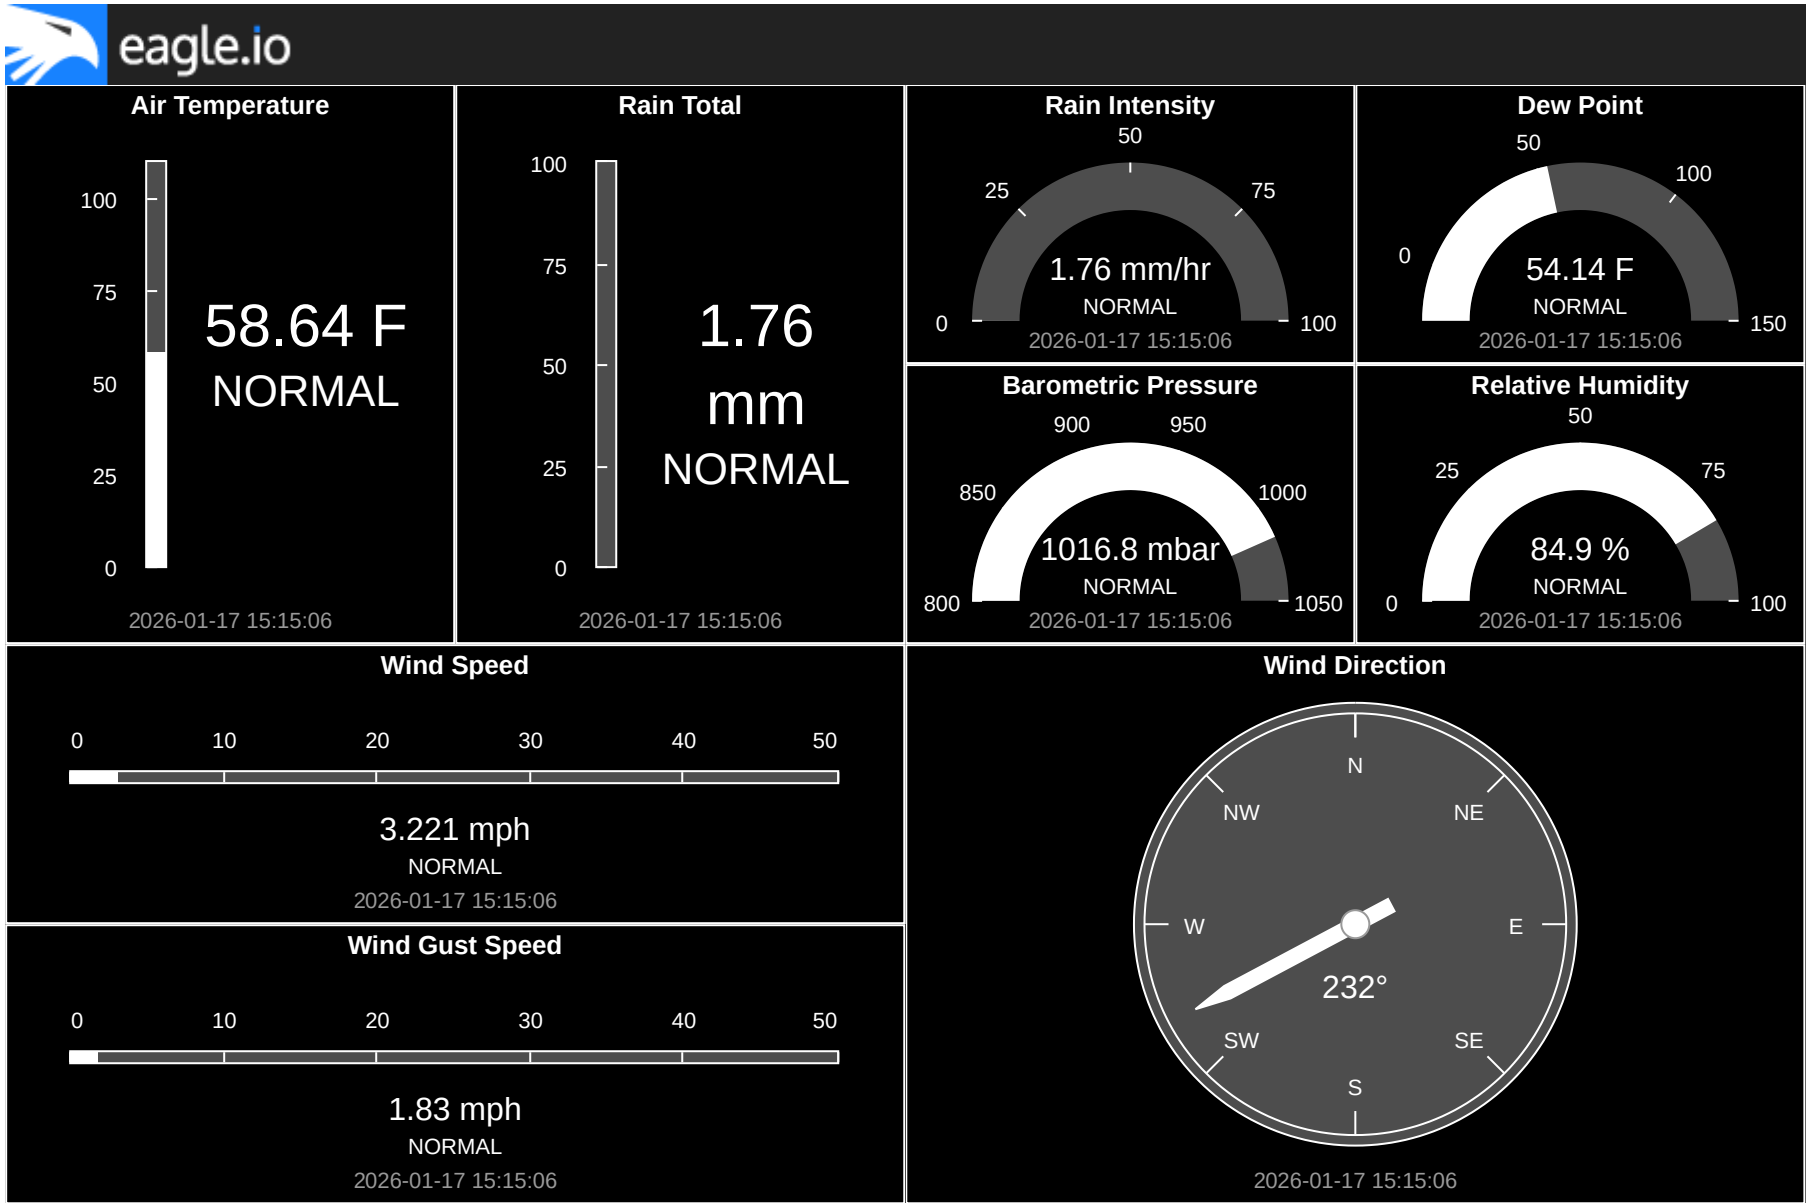 eagle.io
Air Temperature
100
75
50
25
0
58.64 F
NORMAL
2026-01-17 15:15:06
Rain Total
100
75
50
25
0
1.76
mm
NORMAL
2026-01-17 15:15:06
Rain Intensity
0
25
50
75
100
1.76 mm/hr
NORMAL
2026-01-17 15:15:06
Dew Point
0
50
100
150
54.14 F
NORMAL
2026-01-17 15:15:06
Barometric Pressure
800
850
900
950
1000
1050
1016.8 mbar
NORMAL
2026-01-17 15:15:06
Relative Humidity
0
25
50
75
100
84.9 %
NORMAL
2026-01-17 15:15:06
Wind Speed
0 10 20 30 40 50
3.221 mph
NORMAL
2026-01-17 15:15:06
Wind Gust Speed
0 10 20 30 40 50
1.83 mph
NORMAL
2026-01-17 15:15:06
Wind Direction
N
NW NE
W E
232°
SW SE
S
2026-01-17 15:15:06